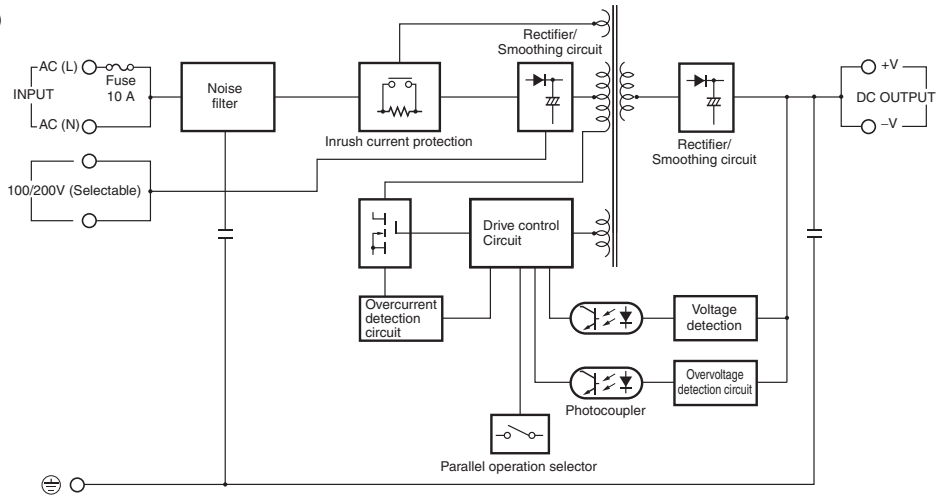 AC (L)
Fuse
10 A
INPUT
AC (N)
Noise
filter
Inrush current protection
Rectifier/
Smoothing circuit
Rectifier/
Smoothing circuit
+V
DC OUTPUT
−V
100/200V (Selectable)
Drive control
Circuit
Overcurrent
detection
circuit
Voltage
detection
Overvoltage
detection circuit
Photocoupler
Parallel operation selector